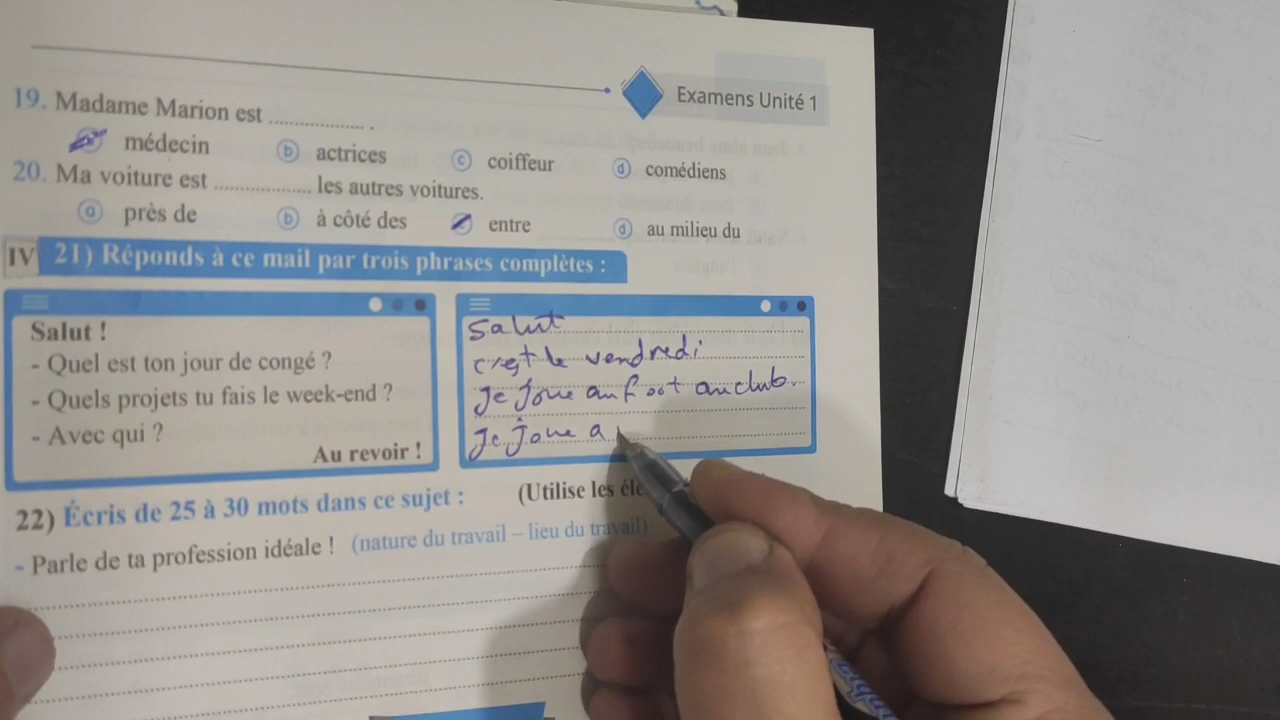 Examens Unité 1
19. Madame Marion est .................. .
médecin ⓑ actrices ⓒ coiffeur ⓓ comédiens
20. Ma voiture est .................. les autres voitures.
ⓐ près de ⓑ à côté des entre ⓓ au milieu du
IV 21) Réponds à ce mail par trois phrases complètes :
Salut !
- Quel est ton jour de congé ?
- Quels projets tu fais le week-end ?
- Avec qui ?
Au revoir !
Salut
c'est le vendredi
Je joue au foot au club.
Je joue a
22) Écris de 25 à 30 mots dans ce sujet : (Utilise les
- Parle de ta profession idéale ! (nature du travail – lieu du travail)